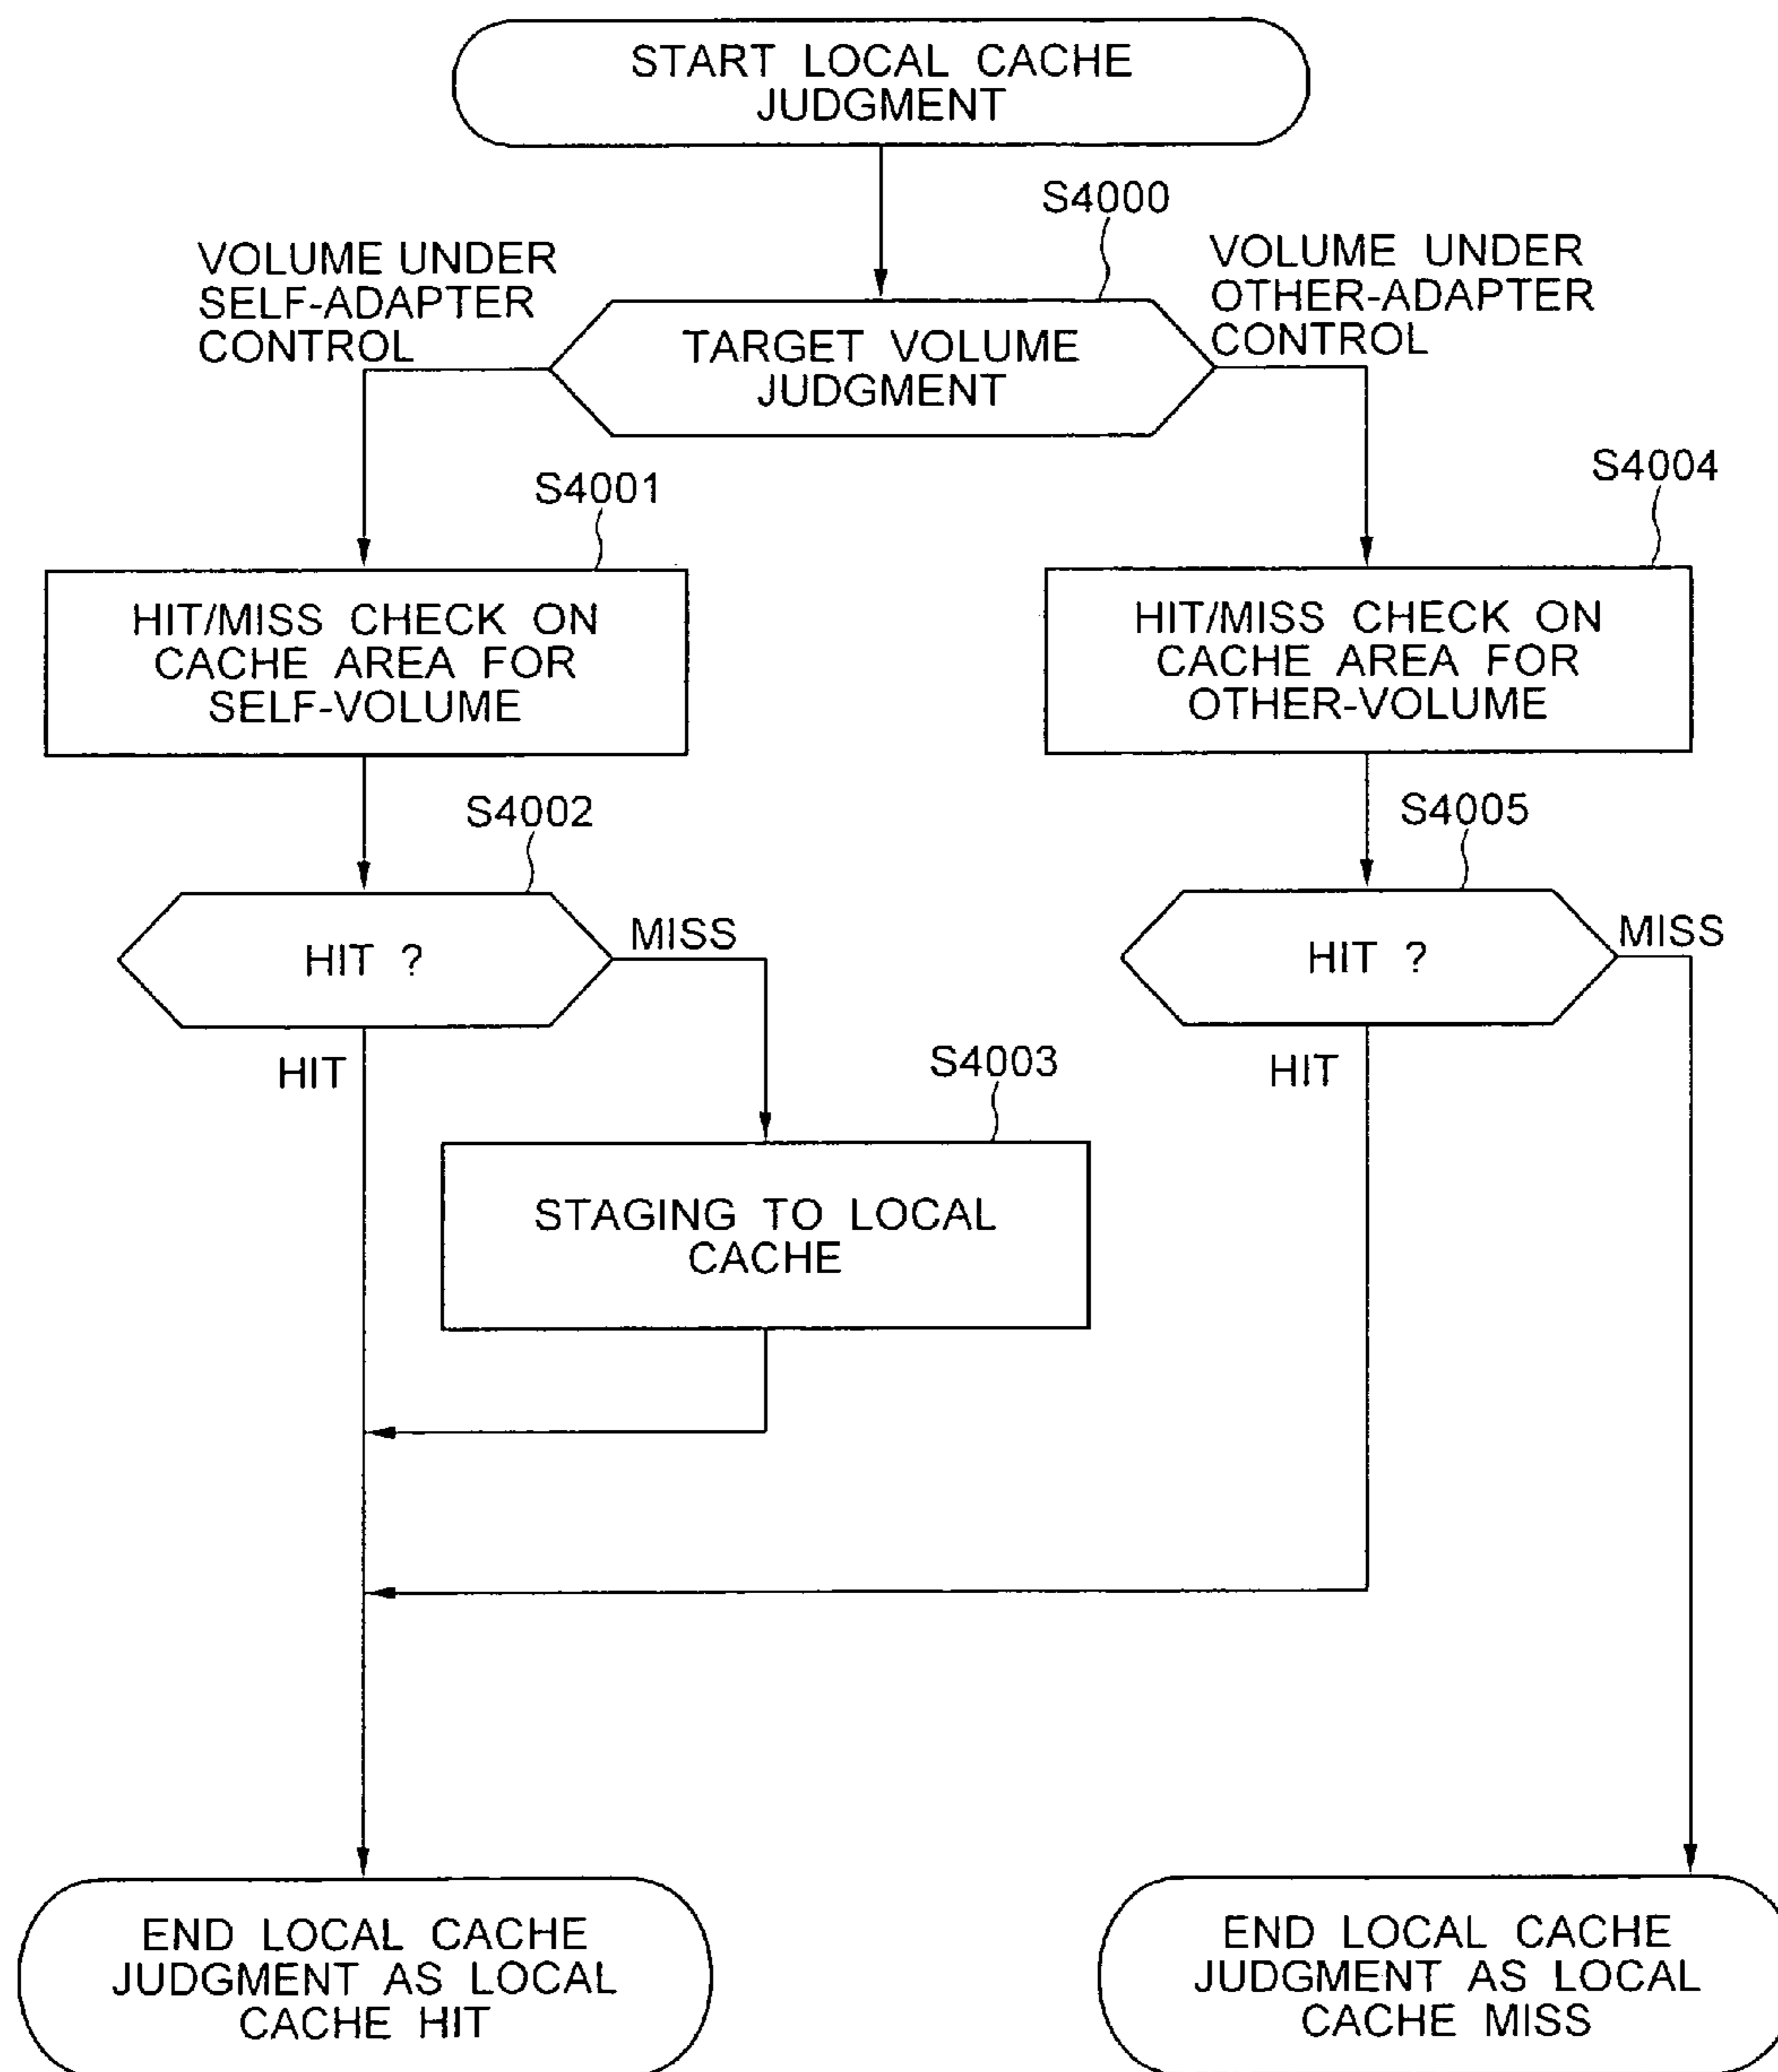 START LOCAL CACHE
JUDGMENT
S4000
VOLUME UNDER
SELF-ADAPTER
CONTROL
VOLUME UNDER
OTHER-ADAPTER
CONTROL
TARGET VOLUME
JUDGMENT
S4001
S4004
HIT/MISS CHECK ON
CACHE AREA FOR
SELF-VOLUME
HIT/MISS CHECK ON
CACHE AREA FOR
OTHER-VOLUME
S4002
S4005
HIT ?
MISS
HIT ?
MISS
HIT
S4003
HIT
STAGING TO LOCAL
CACHE
END LOCAL CACHE
JUDGMENT AS LOCAL
CACHE HIT
END LOCAL CACHE
JUDGMENT AS LOCAL
CACHE MISS